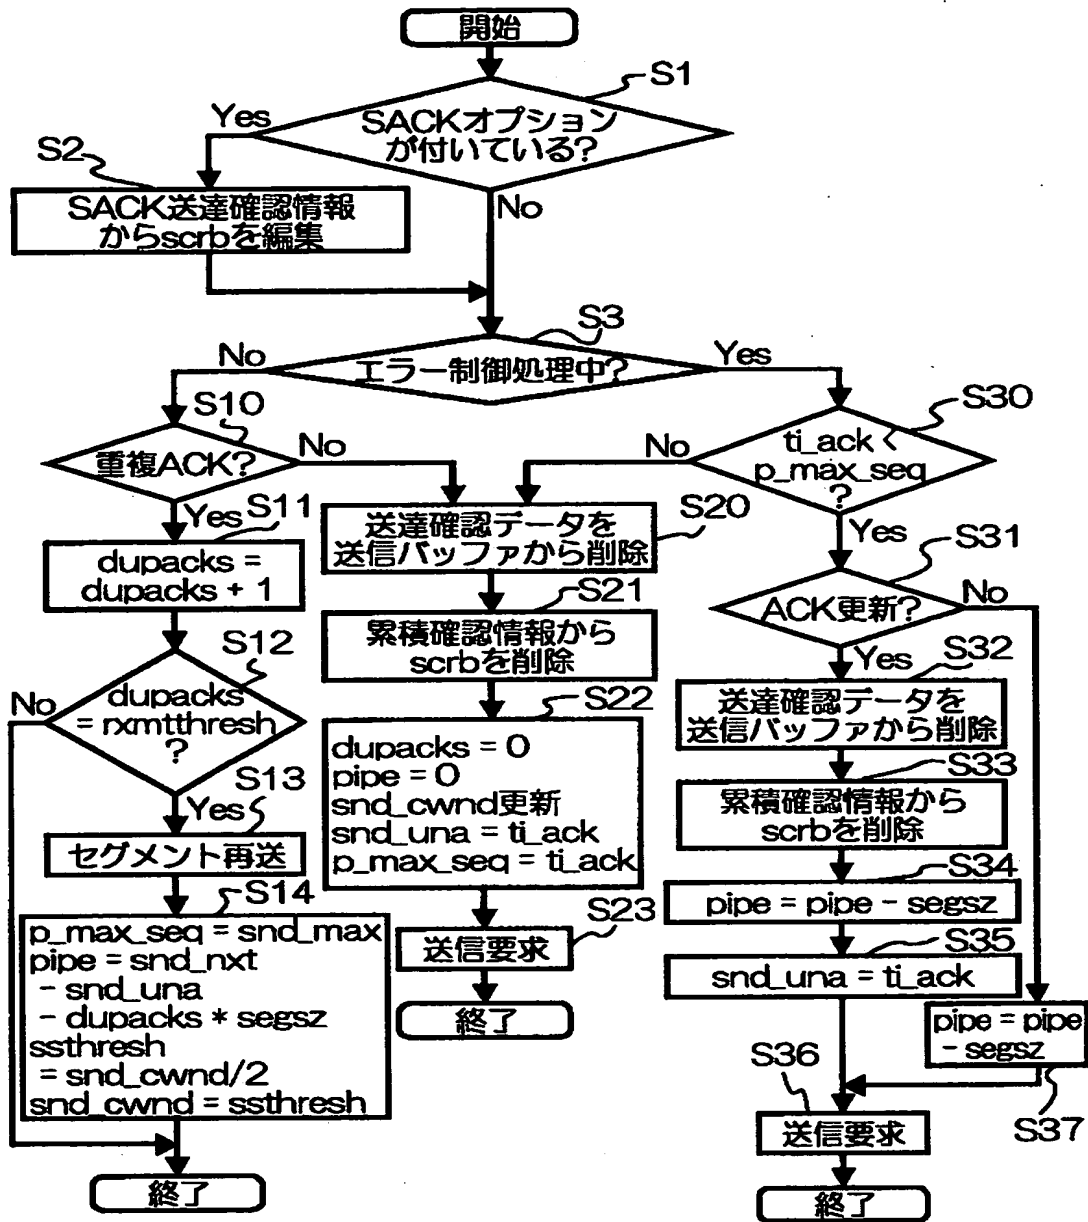 開始
S1
SACKオプション
が付いている?
Yes
No
S2
SACK送達確認情報
からscrbを編集
S3
エラー制御処理中?
No
Yes
S10
重複ACK?
No
Yes
S11
dupacks =
dupacks + 1
S12
dupacks
= rxmtthresh
?
No
Yes
S13
セグメント再送
S14
p_max_seq = snd_max
pipe = snd_nxt
- snd_una
- dupacks * segsz
ssthresh
= snd_cwnd/2
snd_cwnd = ssthresh
終了
S20
送達確認データを
送信バッファから削除
S21
累積確認情報から
scrbを削除
S22
dupacks = 0
pipe = 0
snd_cwnd更新
snd_una = ti_ack
p_max_seq = ti_ack
S23
送信要求
終了
S30
ti_ack <
p_max_seq
?
No
Yes
S31
ACK更新?
No
Yes
S32
送達確認データを
送信バッファから削除
S33
累積確認情報から
scrbを削除
S34
pipe = pipe - segsz
S35
snd_una = ti_ack
pipe = pipe
- segsz
S37
S36
送信要求
終了